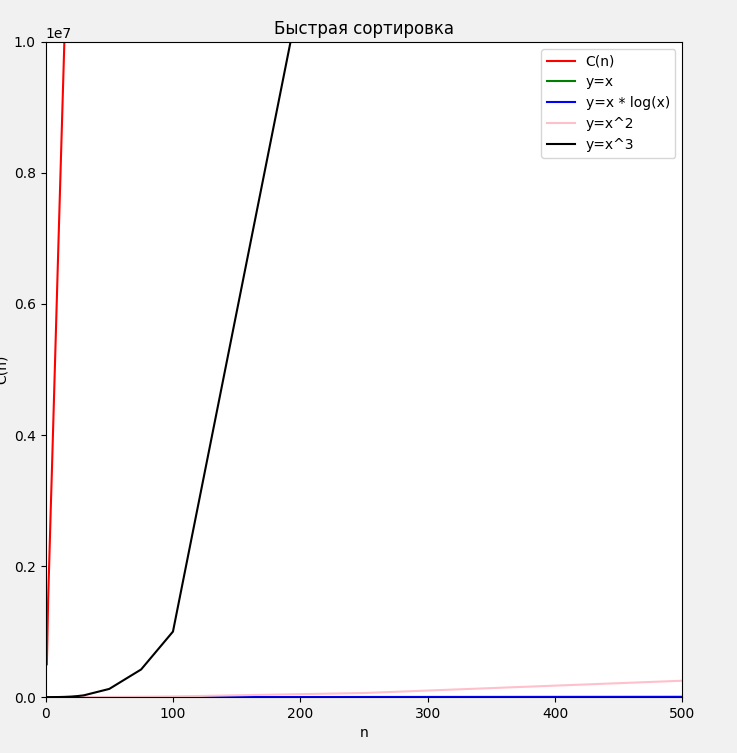 Быстрая сортировка
1e7
1.0
0.8
0.6
0.4
0.2
0.0
C(n)
0
100
200
300
400
500
n
C(n)
y=x
y=x * log(x)
y=x^2
y=x^3